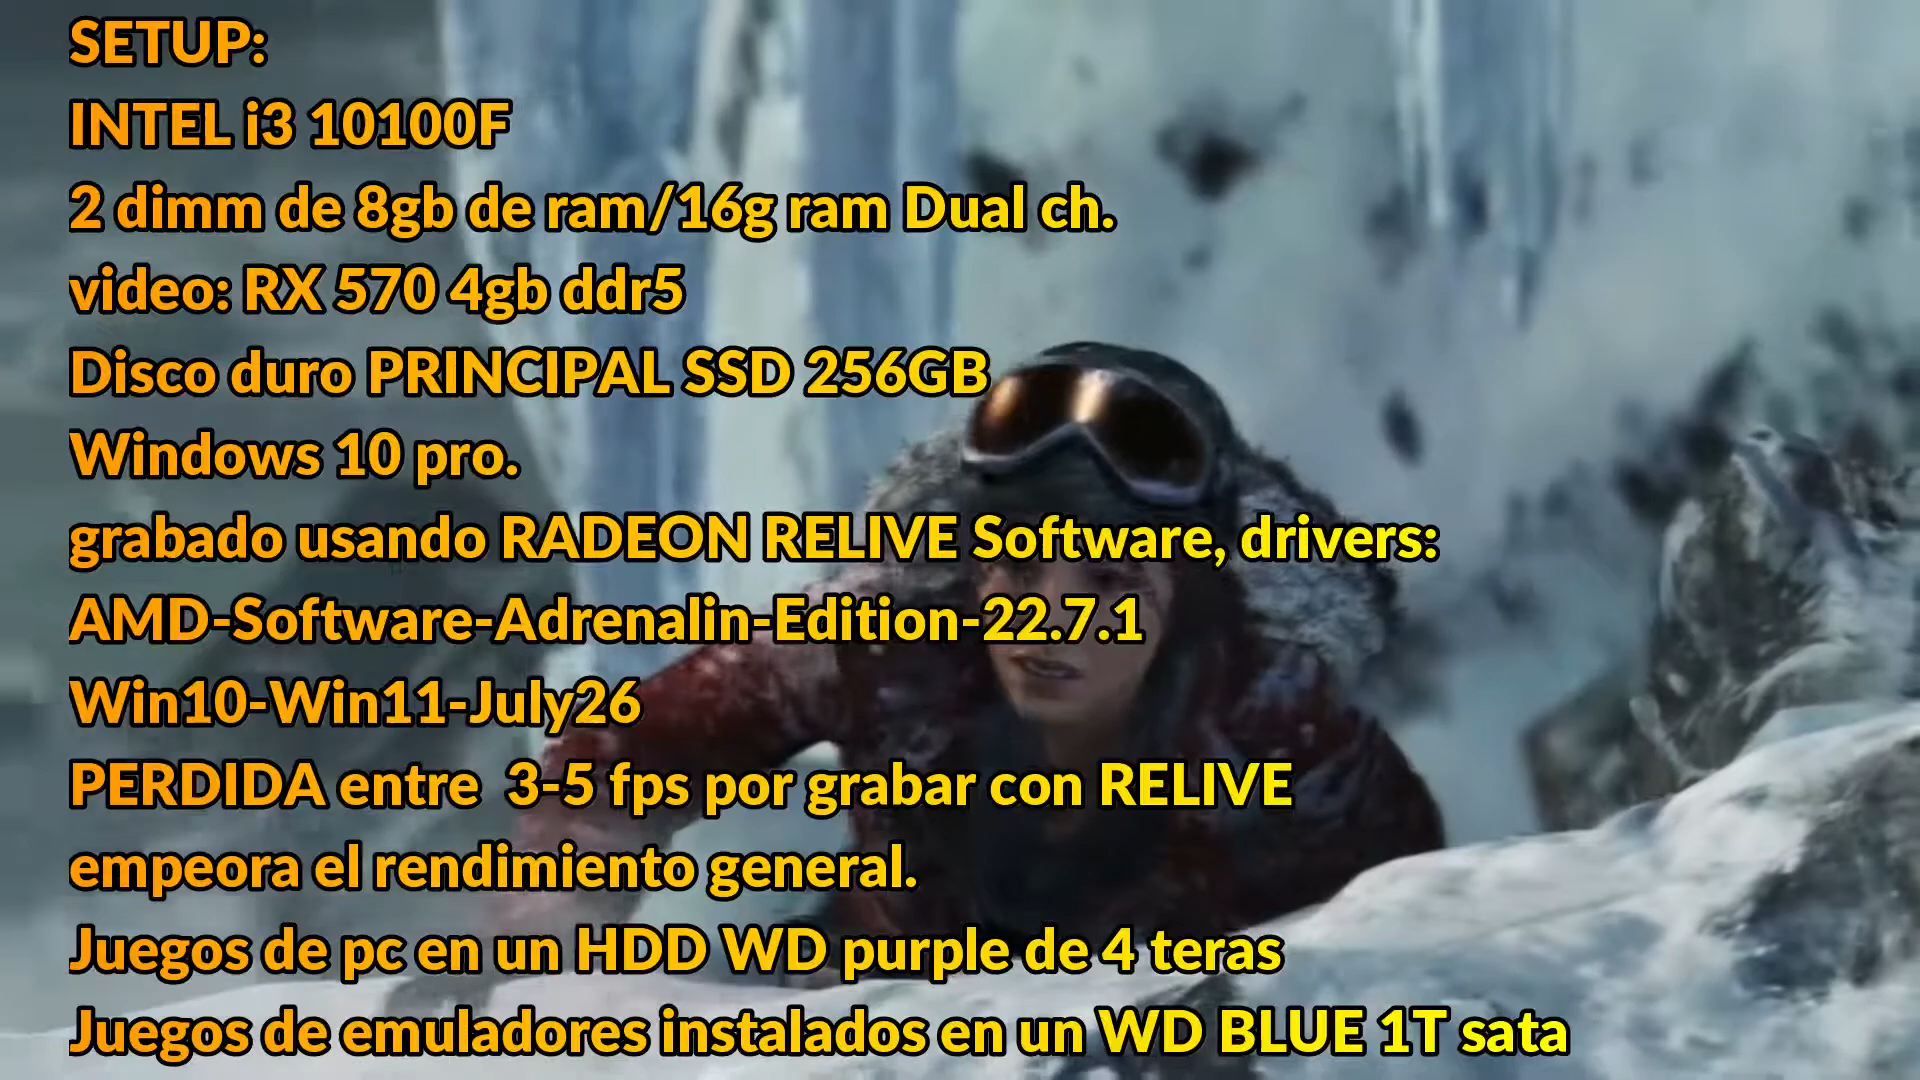 SETUP:
INTEL i3 10100F
2 dimm de 8gb de ram/16g ram Dual ch.
video: RX 570 4gb ddr5
Disco duro PRINCIPAL SSD 256GB
Windows 10 pro.
grabado usando RADEON RELIVE Software, drivers:
AMD-Software-Adrenalin-Edition-22.7.1
Win10-Win11-July26
PERDIDA entre  3-5 fps por grabar con RELIVE
empeora el rendimiento general.
Juegos de pc en un HDD WD purple de 4 teras
Juegos de emuladores instalados en un WD BLUE 1T sata